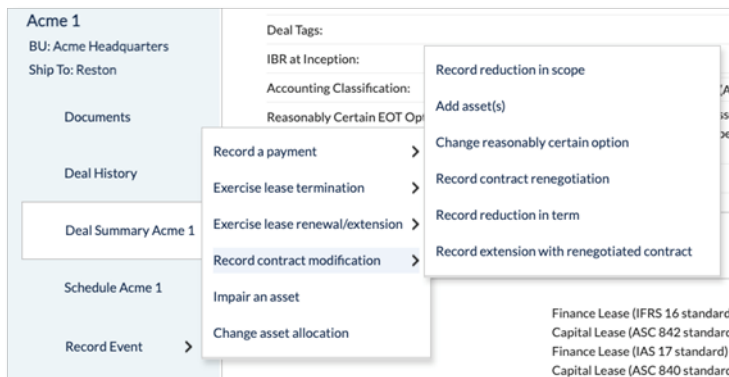 Acme 1
BU: Acme Headquarters
Ship To: Reston
Documents
Deal History
Deal Summary Acme 1
Schedule Acme 1
Record Event
Deal Tags:
IBR at Inception:
Accounting Classification:
Reasonably Certain EOT Opt
Record a payment
Exercise lease termination
Exercise lease renewal/extension
Record contract modification
Impair an asset
Change asset allocation
Record reduction in scope
Add asset(s)
Change reasonably certain option
Record contract renegotiation
Record reduction in term
Record extension with renegotiated contract
Finance Lease (IFRS 16 standard
Capital Lease (ASC 842 standard
Finance Lease (IAS 17 standard)
Capital Lease (ASC 840 standard